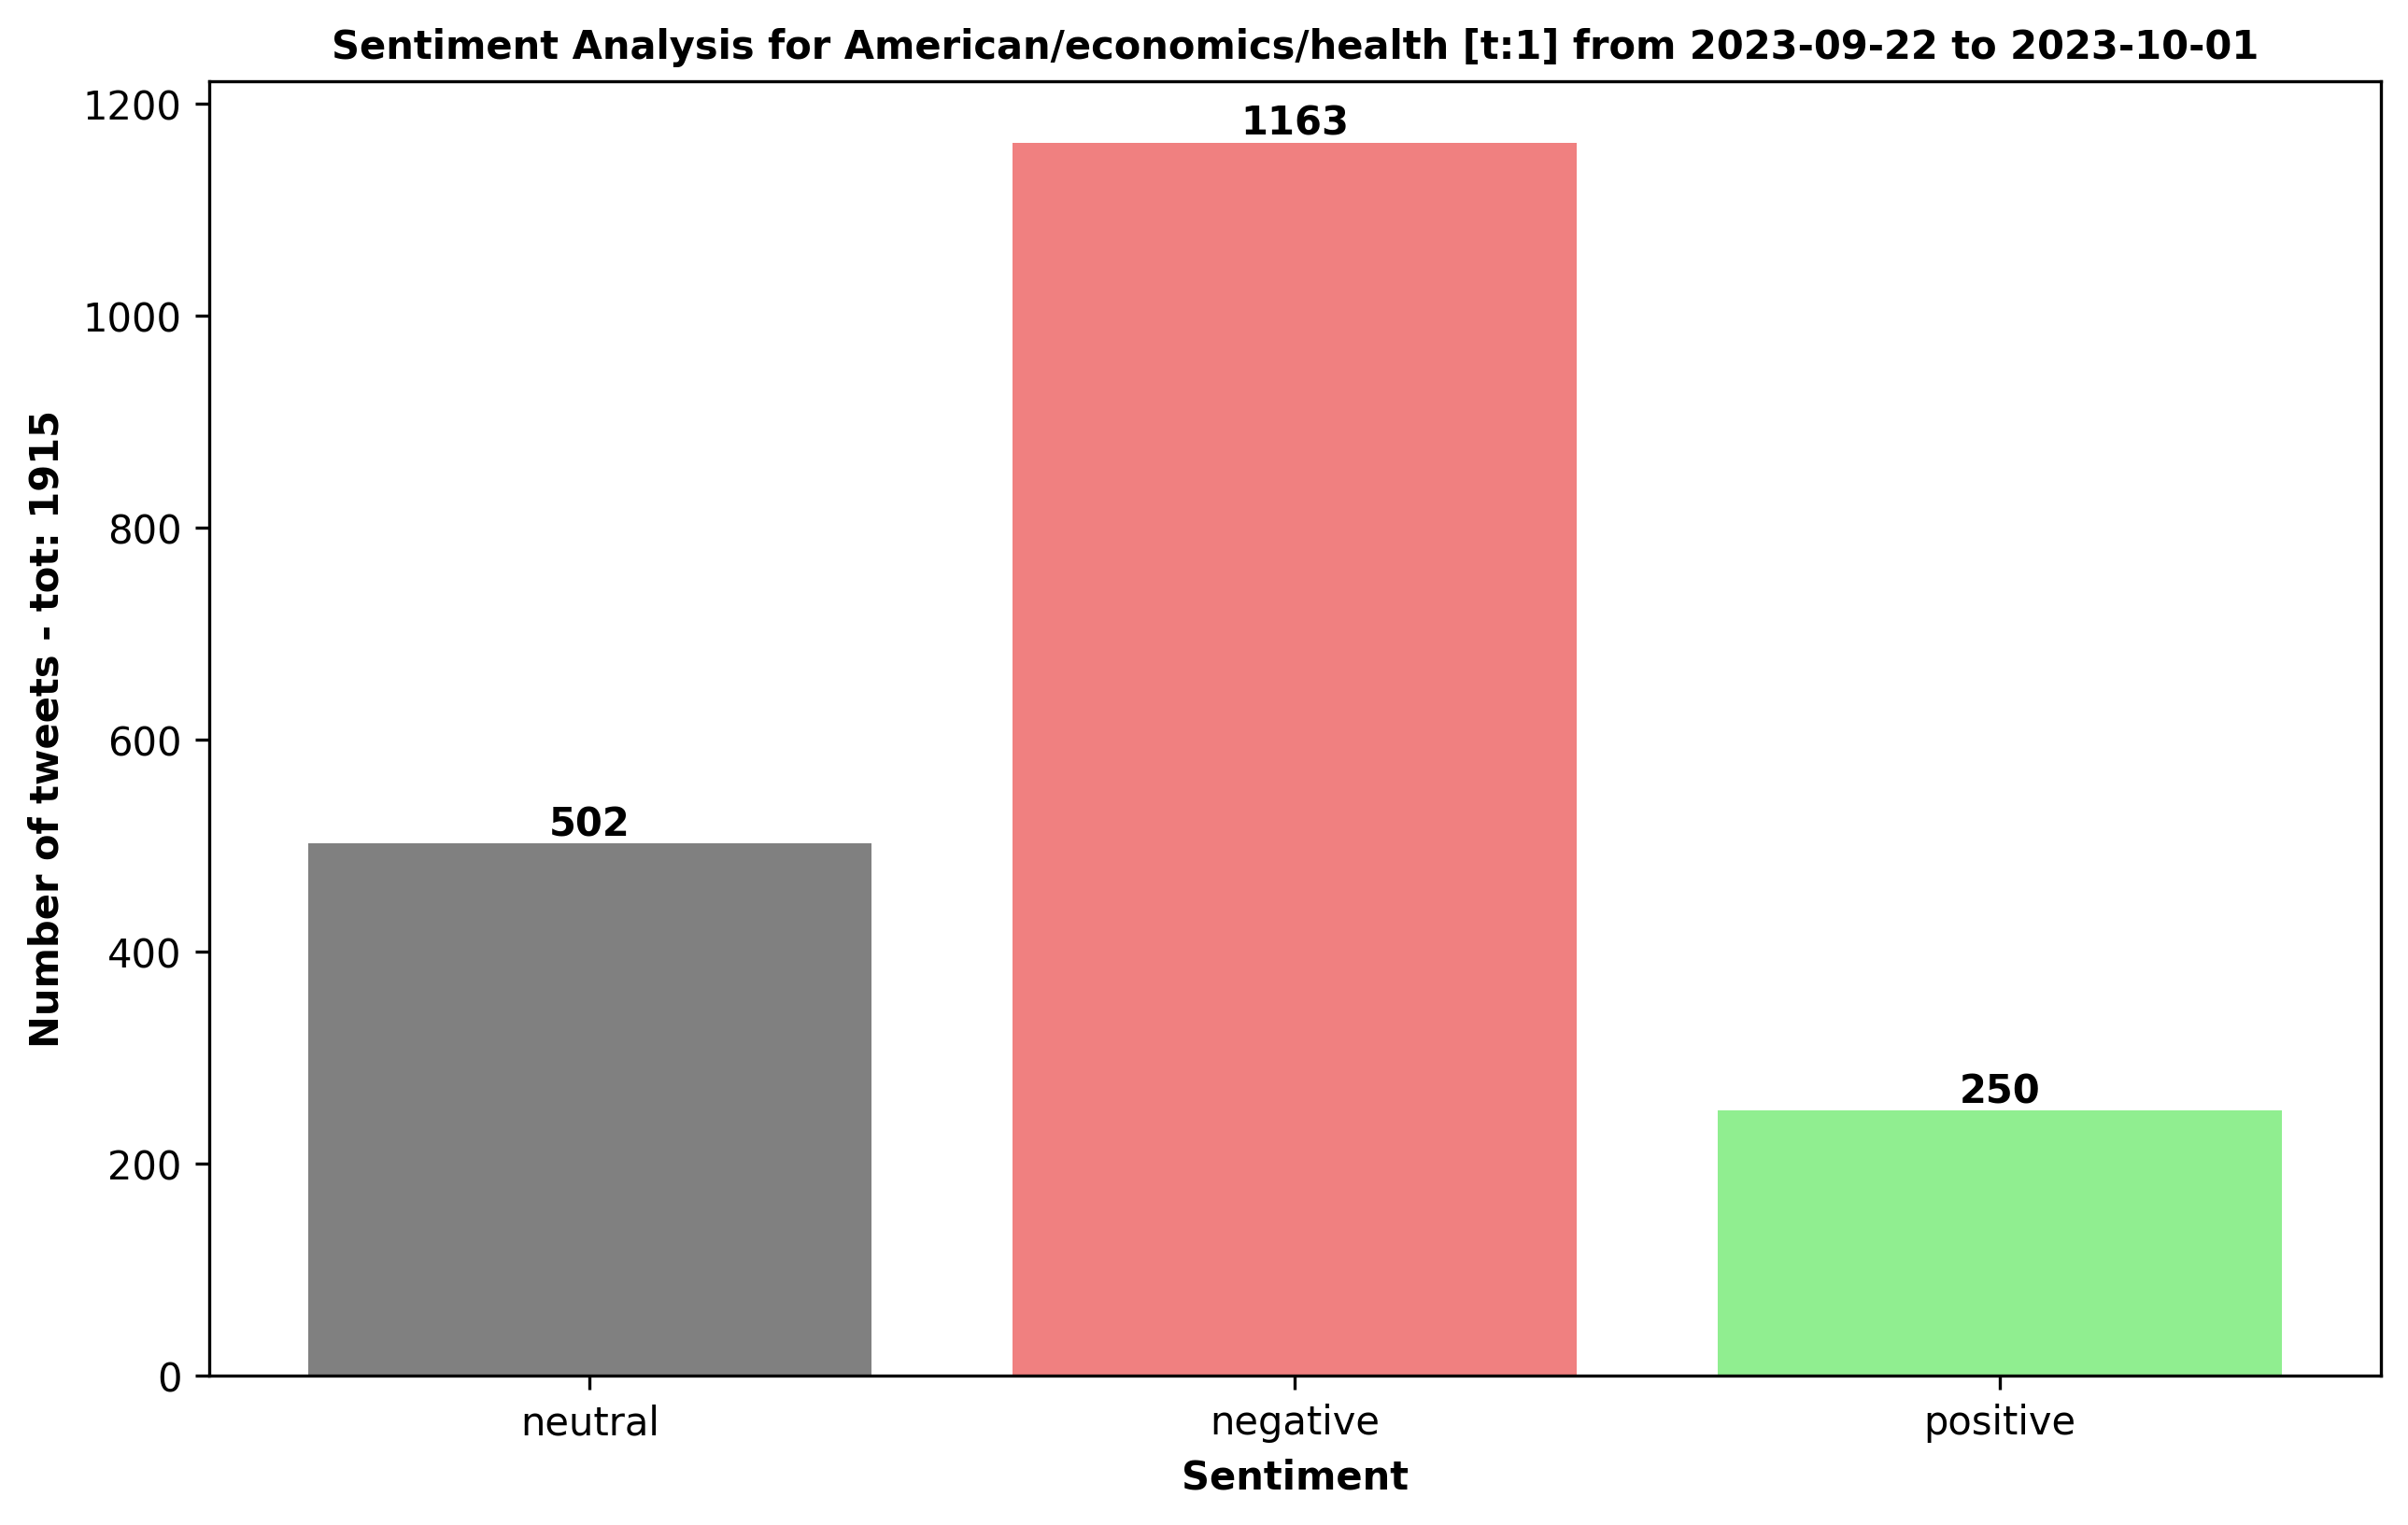 Sentiment Analysis for American/economics/health [t:1] from 2023-09-22 to 2023-10-01
Number of tweets - tot: 1915
1200
1000
800
600
400
200
0
502
1163
250
neutral
negative
positive
Sentiment